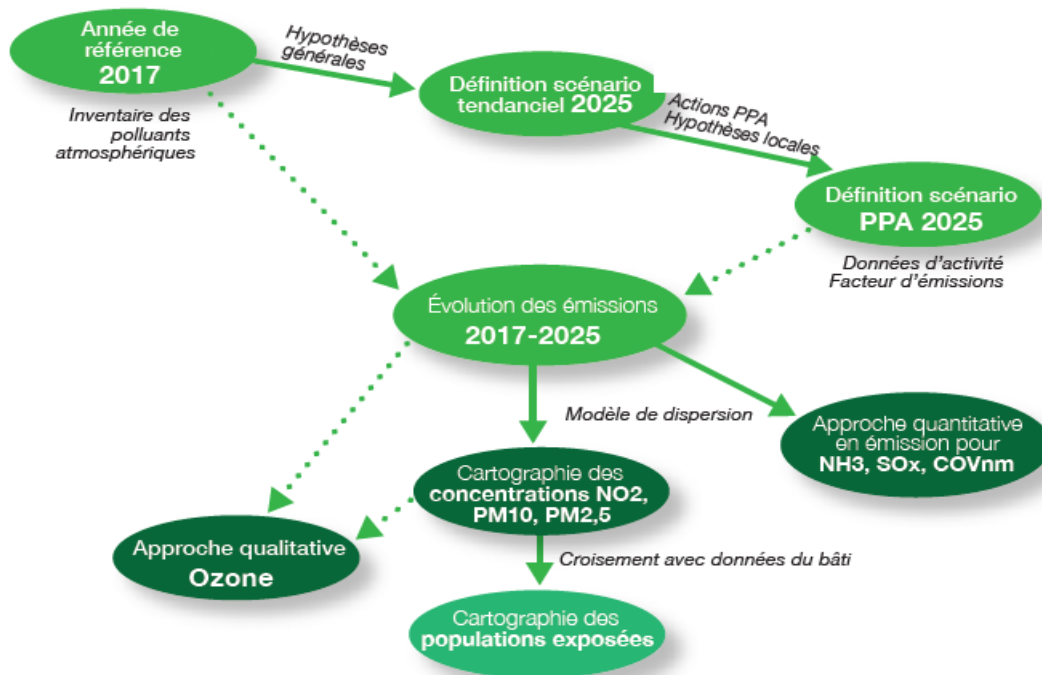 Année de
référence
2017
Hypothèses
générales
Inventaire des
polluants
atmosphériques
Définition scénario
tendanciel 2025
Actions PPA
Hypothèses locales
Définition scénario
PPA 2025
Données d'activité
Facteur d'émissions
Évolution des émissions
2017-2025
Modèle de dispersion
Approche quantitative
en émission pour
NH3, SOx, COVnm
Cartographie des
concentrations NO2,
PM10, PM2,5
Approche qualitative
Ozone
Croisement avec données du bâti
Cartographie des
populations exposées